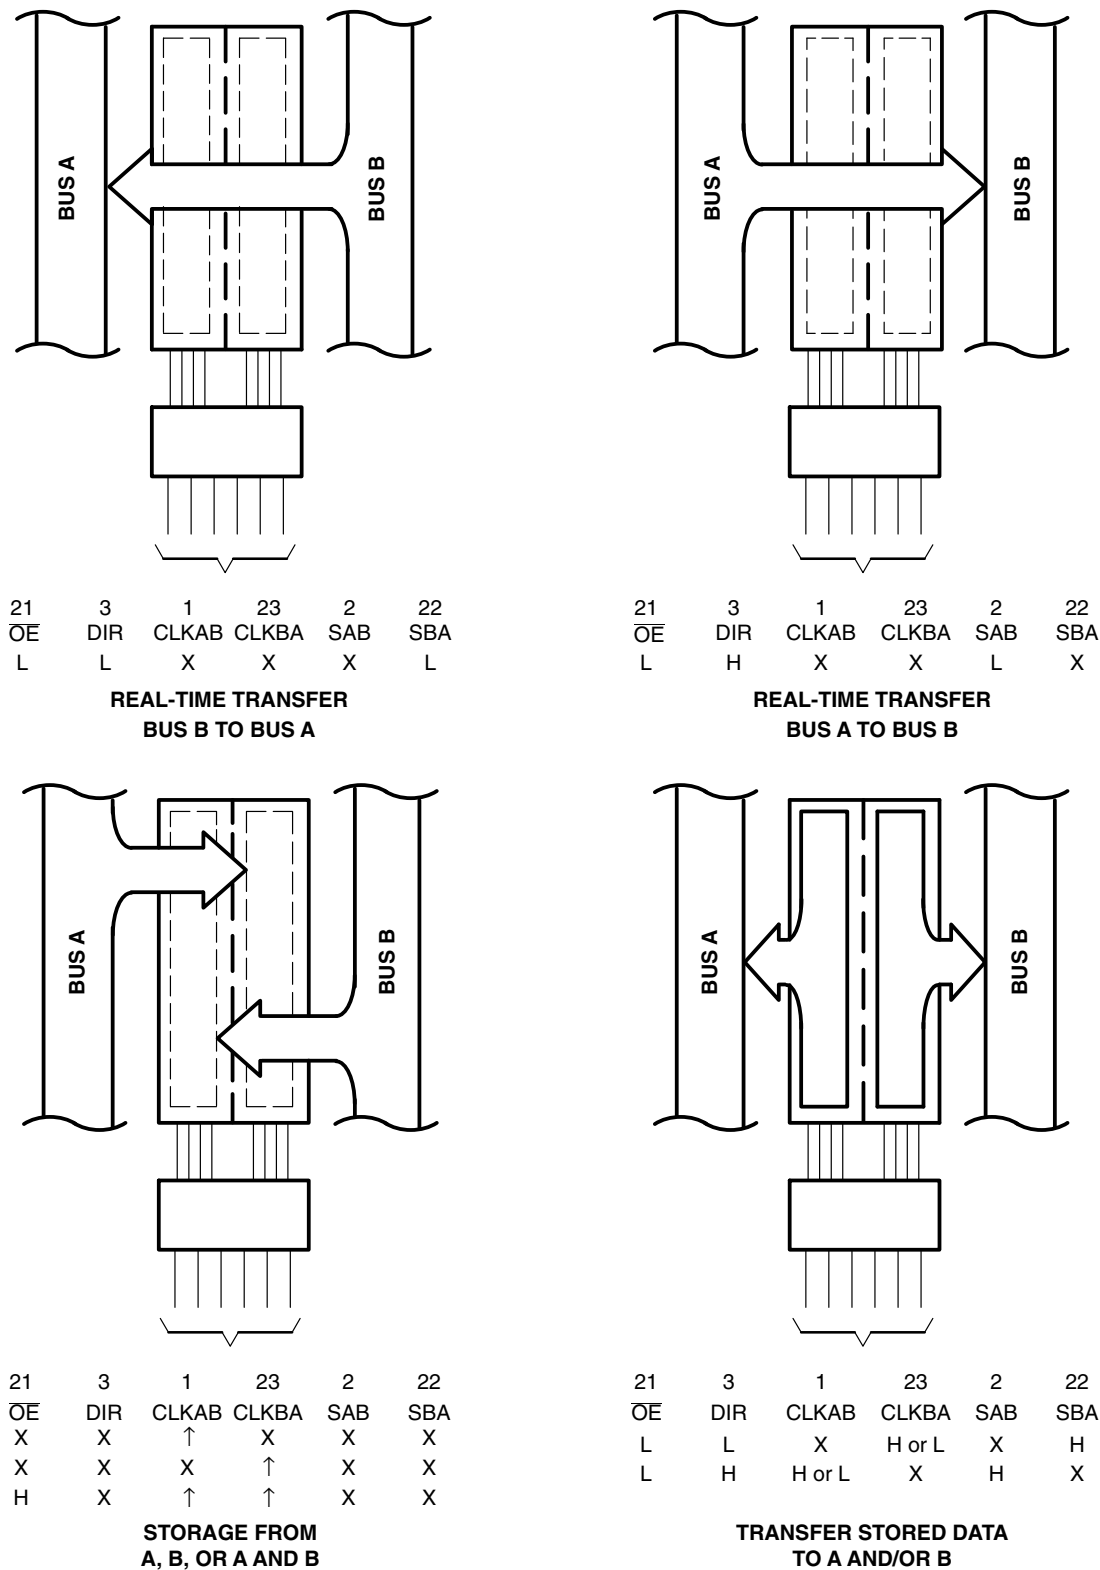 BUS A
BUS B
21 3 1 23 2 22
OE DIR CLKAB CLKBA SAB SBA
L L X X X L
REAL-TIME TRANSFER
BUS B TO BUS A
BUS A
BUS B
21 3 1 23 2 22
OE DIR CLKAB CLKBA SAB SBA
L H X X L X
REAL-TIME TRANSFER
BUS A TO BUS B
BUS A
BUS B
21 3 1 23 2 22
OE DIR CLKAB CLKBA SAB SBA
X X ↑ X X X
X X X ↑ X X
H X ↑ ↑ X X
STORAGE FROM
A, B, OR A AND B
BUS A
BUS B
21 3 1 23 2 22
OE DIR CLKAB CLKBA SAB SBA
L L X H or L X H
L H H or L X H X
TRANSFER STORED DATA
TO A AND/OR B